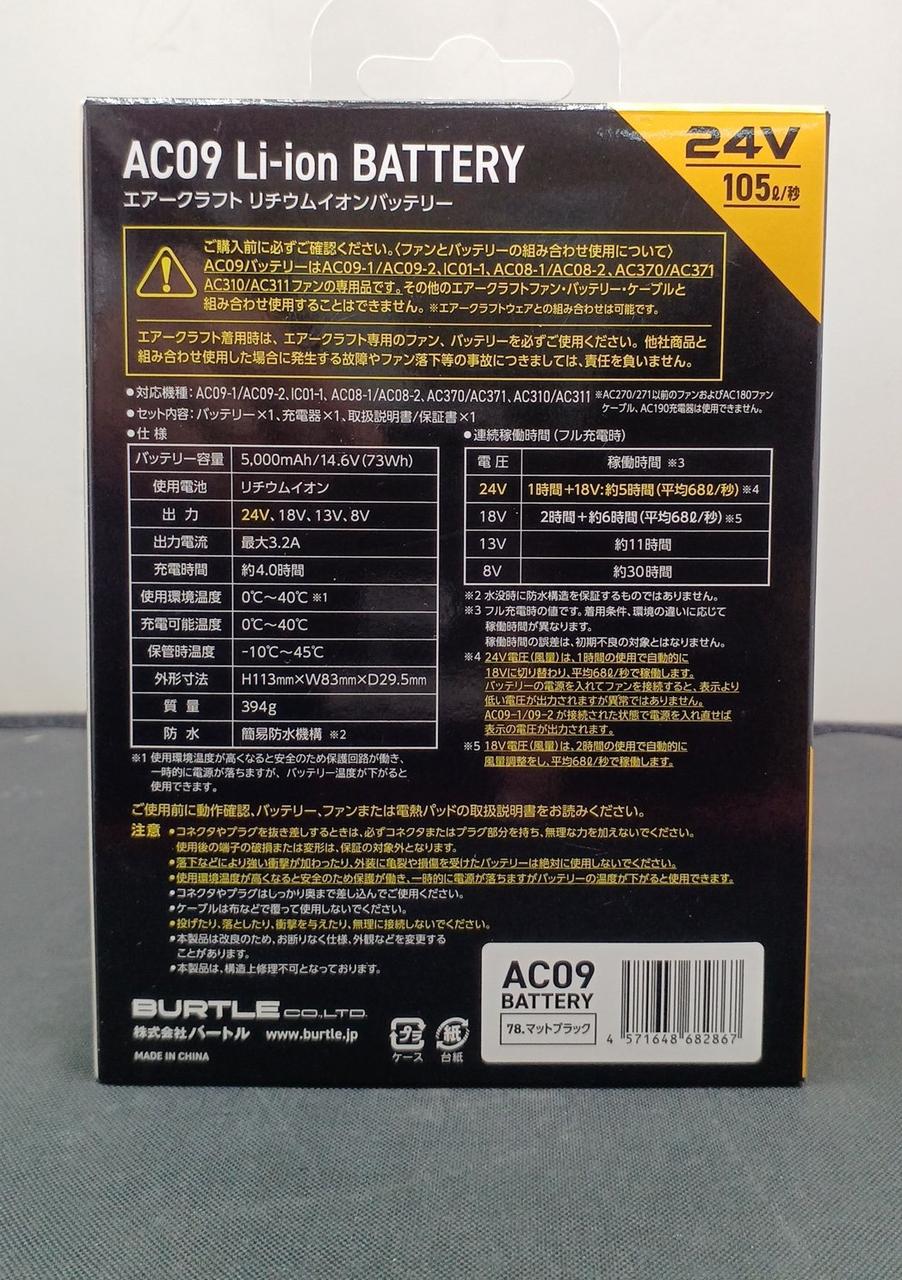 AC09 Li-ion BATTERY
エアークラフト リチウムイオンバッテリー
24V
105ℓ/秒
ご購入前に必ずご確認ください。〈ファンとバッテリーの組み合わせ使用について〉
AC09バッテリーはAC09-1/AC09-2、IC01-1、AC08-1/AC08-2、AC370/AC371
AC310/AC311ファンの専用品です。その他のエアークラフトファン・バッテリー・ケーブルと
組み合わせ使用することはできません。※エアークラフトウェアとの組み合わせは可能です。
エアークラフト着用時は、エアークラフト専用のファン、バッテリーを必ずご使用ください。他社商品と
組み合わせ使用した場合に発生する故障やファン落下等の事故につきましては、責任を負いません。
●対応機種：AC09-1/AC09-2、IC01-1、AC08-1/AC08-2、AC370/AC371、AC310/AC311 ※AC270/271以前のファンおよびAC180ファン
ケーブル、AC190充電器は使用できません。
●セット内容：バッテリー×1、充電器×1、取扱説明書/保証書×1
●仕様
バッテリー容量 5,000mAh/14.6V(73Wh)
使用電池 リチウムイオン
出力 24V、18V、13V、8V
出力電流 最大3.2A
充電時間 約4.0時間
使用環境温度 0℃〜40℃ ※1
充電可能温度 0℃〜40℃
保管時温度 -10℃〜45℃
外形寸法 H113mm×W83mm×D29.5mm
質量 394g
防水 簡易防水機構 ※2
※1 使用環境温度が高くなると安全のため保護回路が働き、
一時的に電源が落ちますが、バッテリー温度が下がると
使用できます。
●連続稼働時間（フル充電時）
電圧 稼働時間 ※3
24V 1時間＋18V：約5時間（平均68ℓ/秒）※4
18V 2時間＋約6時間（平均68ℓ/秒）※5
13V 約11時間
8V 約30時間
※2 水没時に防水構造を保証するものではありません。
※3 フル充電時の値です。着用条件、環境の違いに応じて
稼働時間が異なります。
稼働時間の誤差は、初期不良の対象とはなりません。
※4 24V電圧（風量）は、1時間の使用で自動的に
18Vに切り替わり、平均68ℓ/秒で稼働します。
バッテリーの電源を入れてファンを接続すると、表示より
低い電圧が出力されますが異常ではありません。
AC09-1/09-2が接続された状態で電源を入れ直せば
表示の電圧が出力されます。
※5 18V電圧（風量）は、2時間の使用で自動的に
風量調整をし、平均68ℓ/秒で稼働します。
ご使用前に動作確認、バッテリー、ファンまたは電熱パッドの取扱説明書をお読みください。
注意 ●コネクタやプラグを抜き差しするときは、必ずコネクタまたはプラグ部分を持ち、無理な力を加えないでください。
使用後の端子の破損または変形は、保証の対象外となります。
●落下などにより強い衝撃が加わったり、外装に亀裂や損傷を受けたバッテリーは絶対に使用しないでください。
●使用環境温度が高くなると安全のため保護が働き、一時的に電源が落ちますがバッテリーの温度が下がると使用できます。
●コネクタやプラグはしっかり奥まで差し込んでご使用ください。
●ケーブルは布などで覆って使用しないでください。
●投げたり、落としたり、衝撃を与えたり、無理に接続しないでください。
●本製品は改良のため、お断りなく仕様、外観などを変更する
ことがあります。
●本製品は、構造上修理不可となっております。
BURTLE CO.,LTD.
株式会社バートル www.burtle.jp
MADE IN CHINA
プラ
ケース
紙
台紙
AC09
BATTERY
78.マットブラック
4 571648 682867